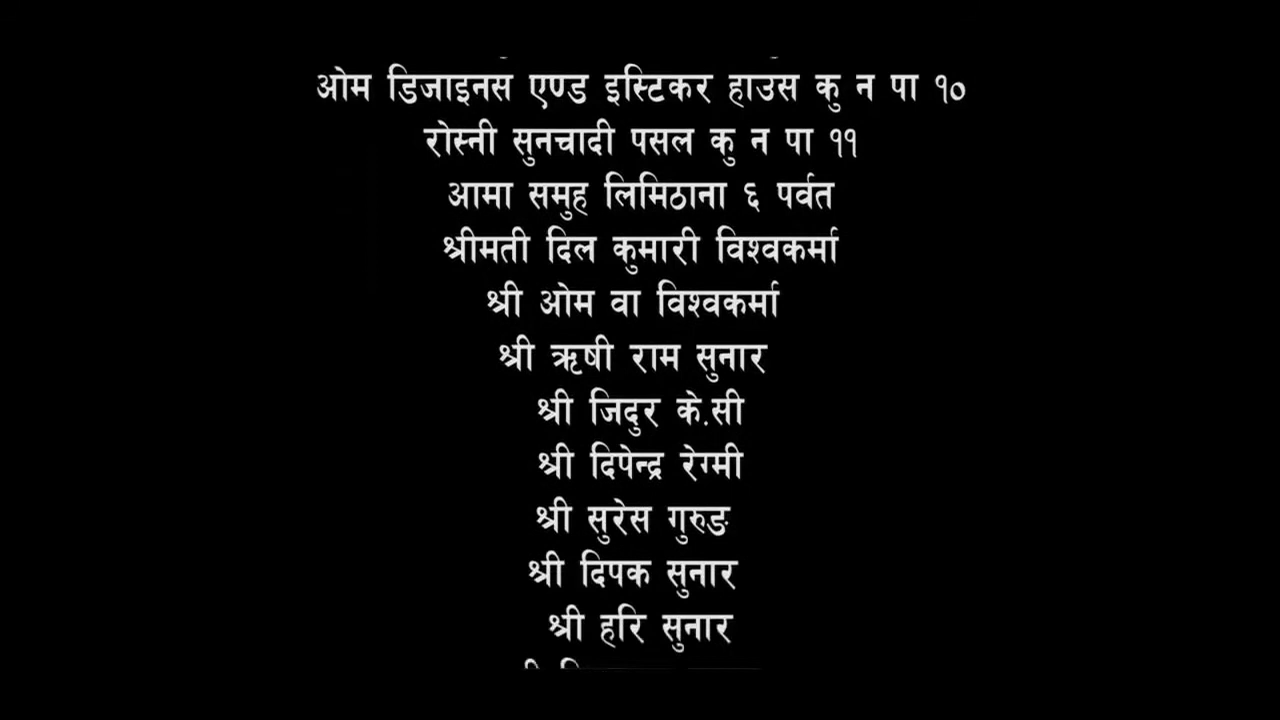 ओम डिजाइनस एण्ड इस्टिकर हाउस कु न पा १०
रोस्नी सुनचादी पसल कु न पा ११
आमा समुह लिमिठाना ६ पर्वत
श्रीमती दिल कुमारी विश्वकर्मा
श्री ओम वा विश्वकर्मा
श्री ऋषी राम सुनार
श्री जिदुर के.सी
श्री दिपेन्द्र रेग्मी
श्री सुरेस गुरुङ
श्री दिपक सुनार
श्री हरि सुनार